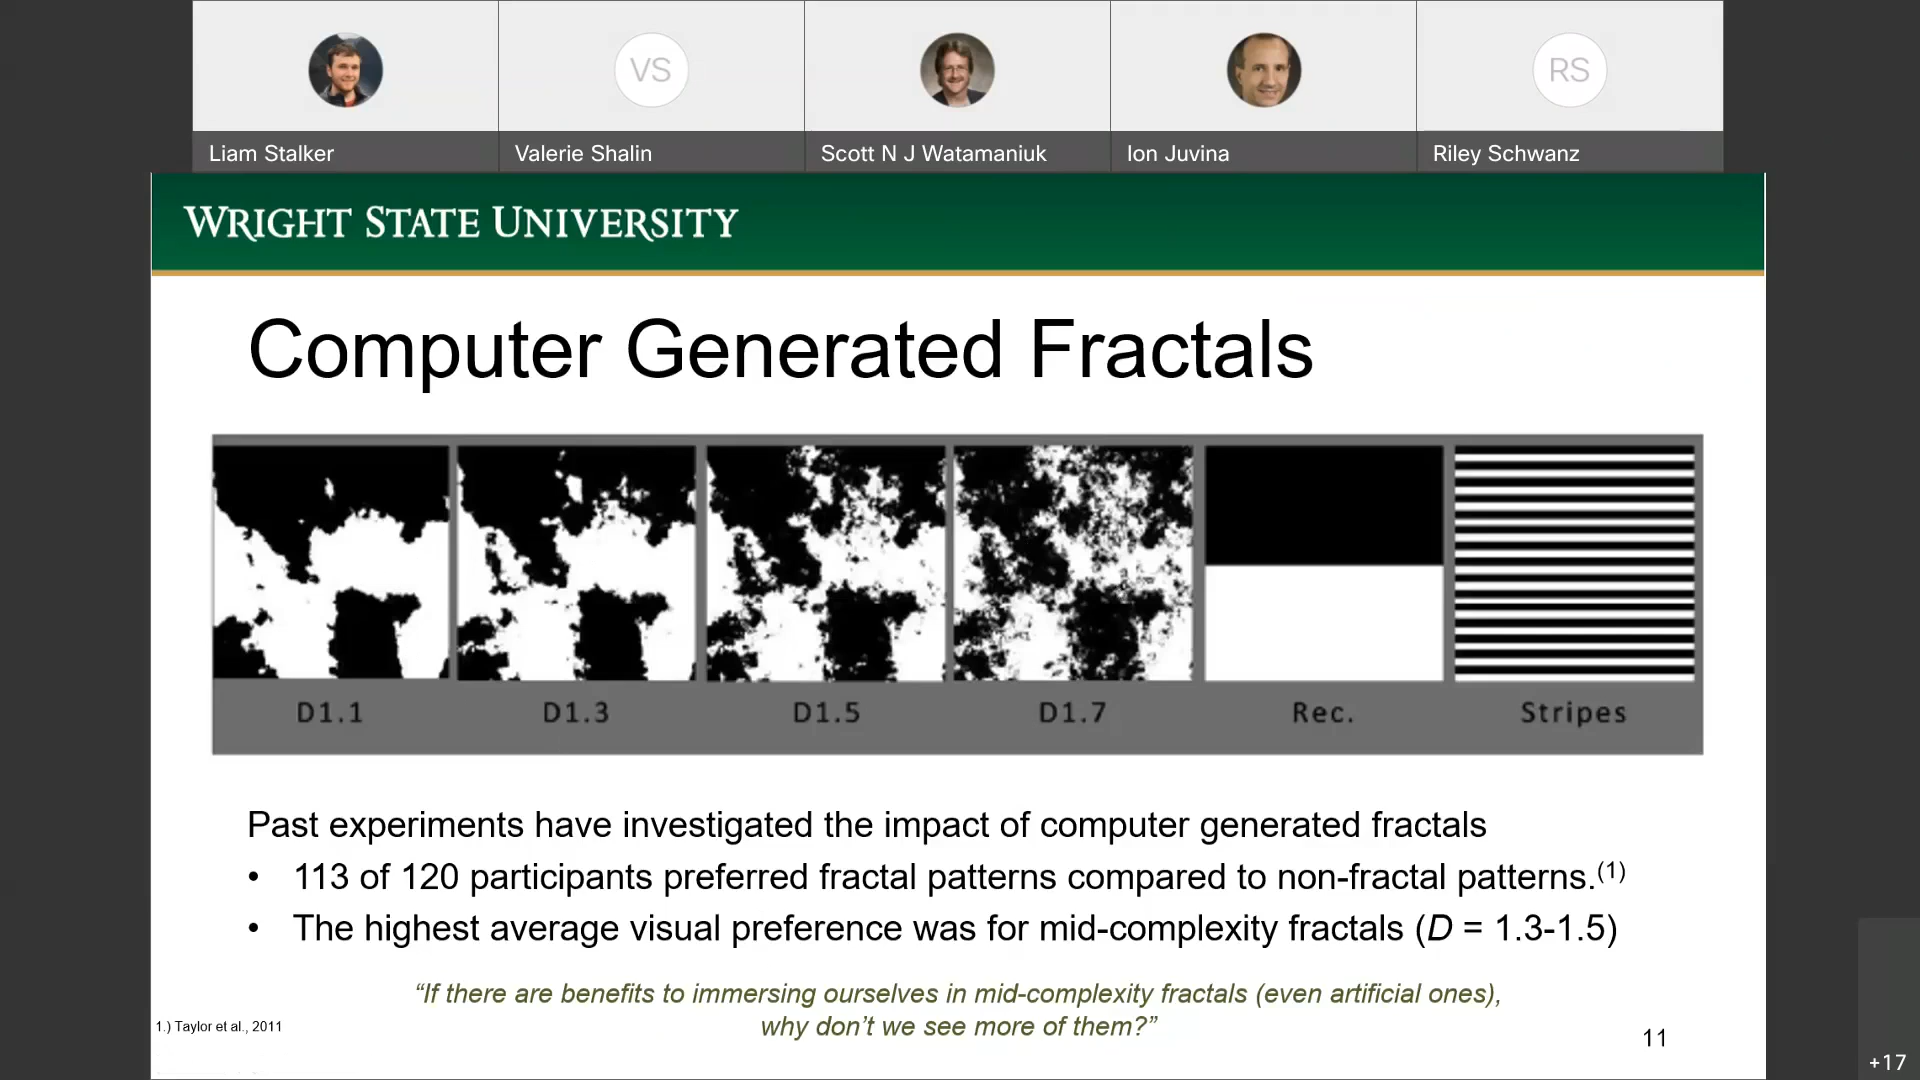 VS
RS
Liam Stalker
Valerie Shalin
Scott N J Watamaniuk
Ion Juvina
Riley Schwanz
WRIGHT STATE UNIVERSITY
Computer Generated Fractals
D1.1
D1.3
D1.5
D1.7
Rec.
Stripes
Past experiments have investigated the impact of computer generated fractals
• 113 of 120 participants preferred fractal patterns compared to non-fractal patterns.(1)
• The highest average visual preference was for mid-complexity fractals (D = 1.3-1.5)
“If there are benefits to immersing ourselves in mid-complexity fractals (even artificial ones),
why don’t we see more of them?”
1.) Taylor et al., 2011
11
+17